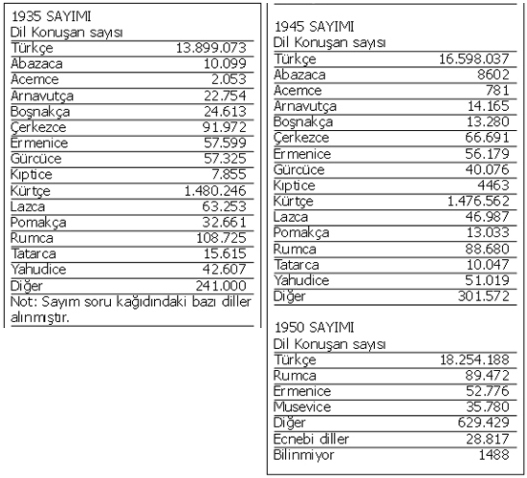 1935 SAYIMI
Dil Konuşan sayısı
Türkçe 13.899.073
Abazaca 10.099
Acemce 2.053
Arnavutça 22.754
Boşnakça 24.613
Çerkezce 91.972
Ermenice 57.599
Gürcüce 57.325
Kıptice 7.855
Kürtçe 1.480.246
Lazca 63.253
Pomakça 32.661
Rumca 108.725
Tatarca 15.615
Yahudice 42.607
Diğer 241.000
Not: Sayım soru kağıdındaki bazı diller
alınmıştır.
1945 SAYIMI
Dil Konuşan sayısı
Türkçe 16.598.037
Abazaca 8602
Acemce 781
Arnavutça 14.165
Boşnakça 13.280
Çerkezce 66.691
Ermenice 56.179
Gürcüce 40.076
Kıptice 4463
Kürtçe 1.476.562
Lazca 46.987
Pomakça 13.033
Rumca 88.680
Tatarca 10.047
Yahudice 51.019
Diğer 301.572
1950 SAYIMI
Dil Konuşan sayısı
Türkçe 18.254.188
Rumca 89.472
Ermenice 52.776
Musevice 35.780
Diğer 629.429
Ecnebi diller 28.817
Bilinmiyor 1488